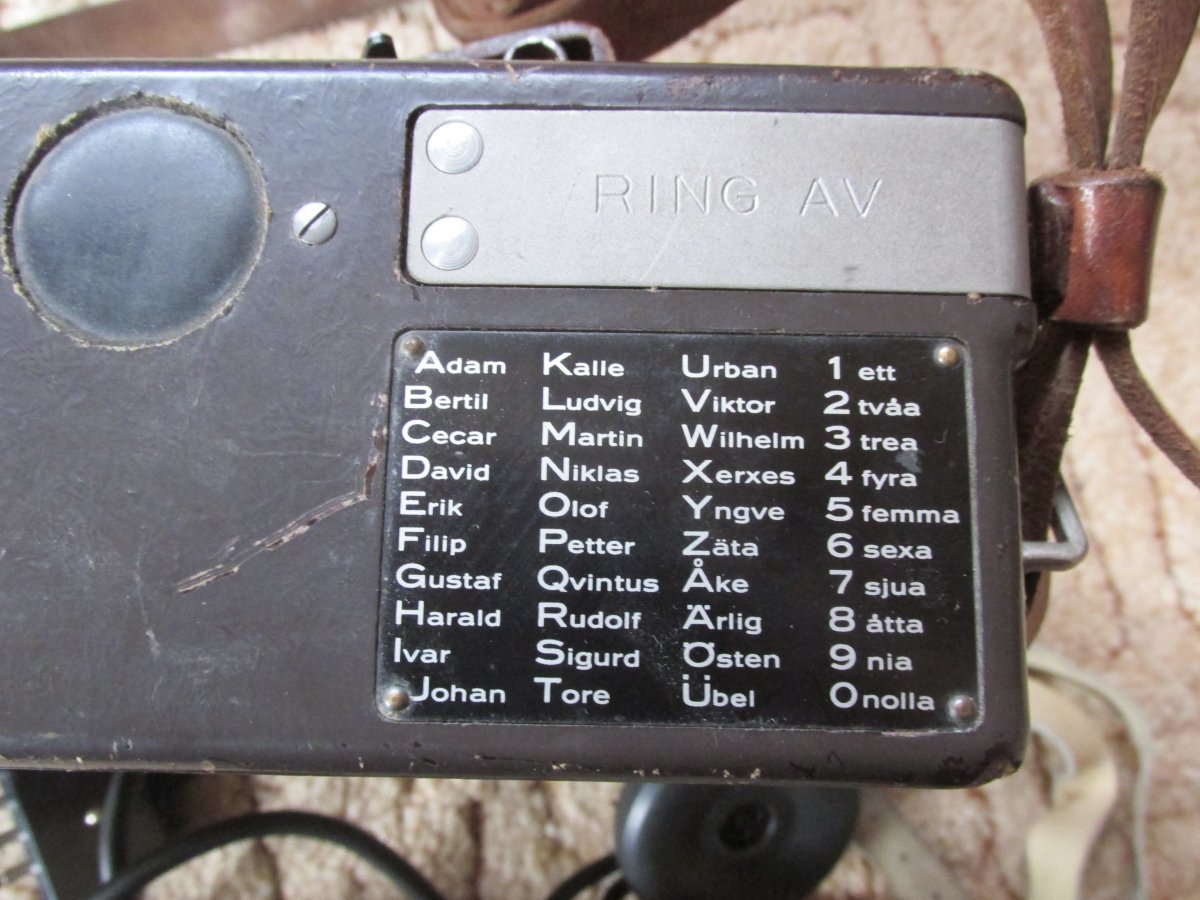 RING AV
Adam Kalle Urban 1 ett
Bertil Ludvig Viktor 2 tvåa
Cecar Martin Wilhelm 3 trea
David Niklas Xerxes 4 fyra
Erik Olof Yngve 5 femma
Filip Petter Zäta 6 sexa
Gustaf Qvintus Åke 7 sjua
Harald Rudolf Ärlig 8 åtta
Ivar Sigurd Östen 9 nia
Johan Tore Übel 0 nolla